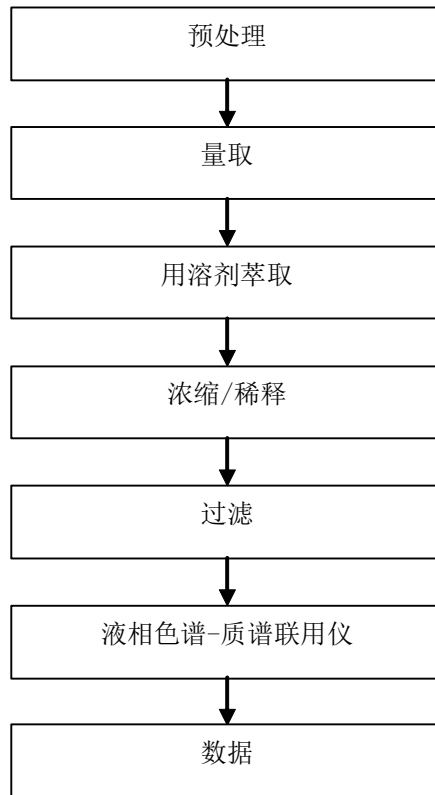 预处理
量取
用溶剂萃取
浓缩/稀释
过滤
液相色谱-质谱联用仪
数据